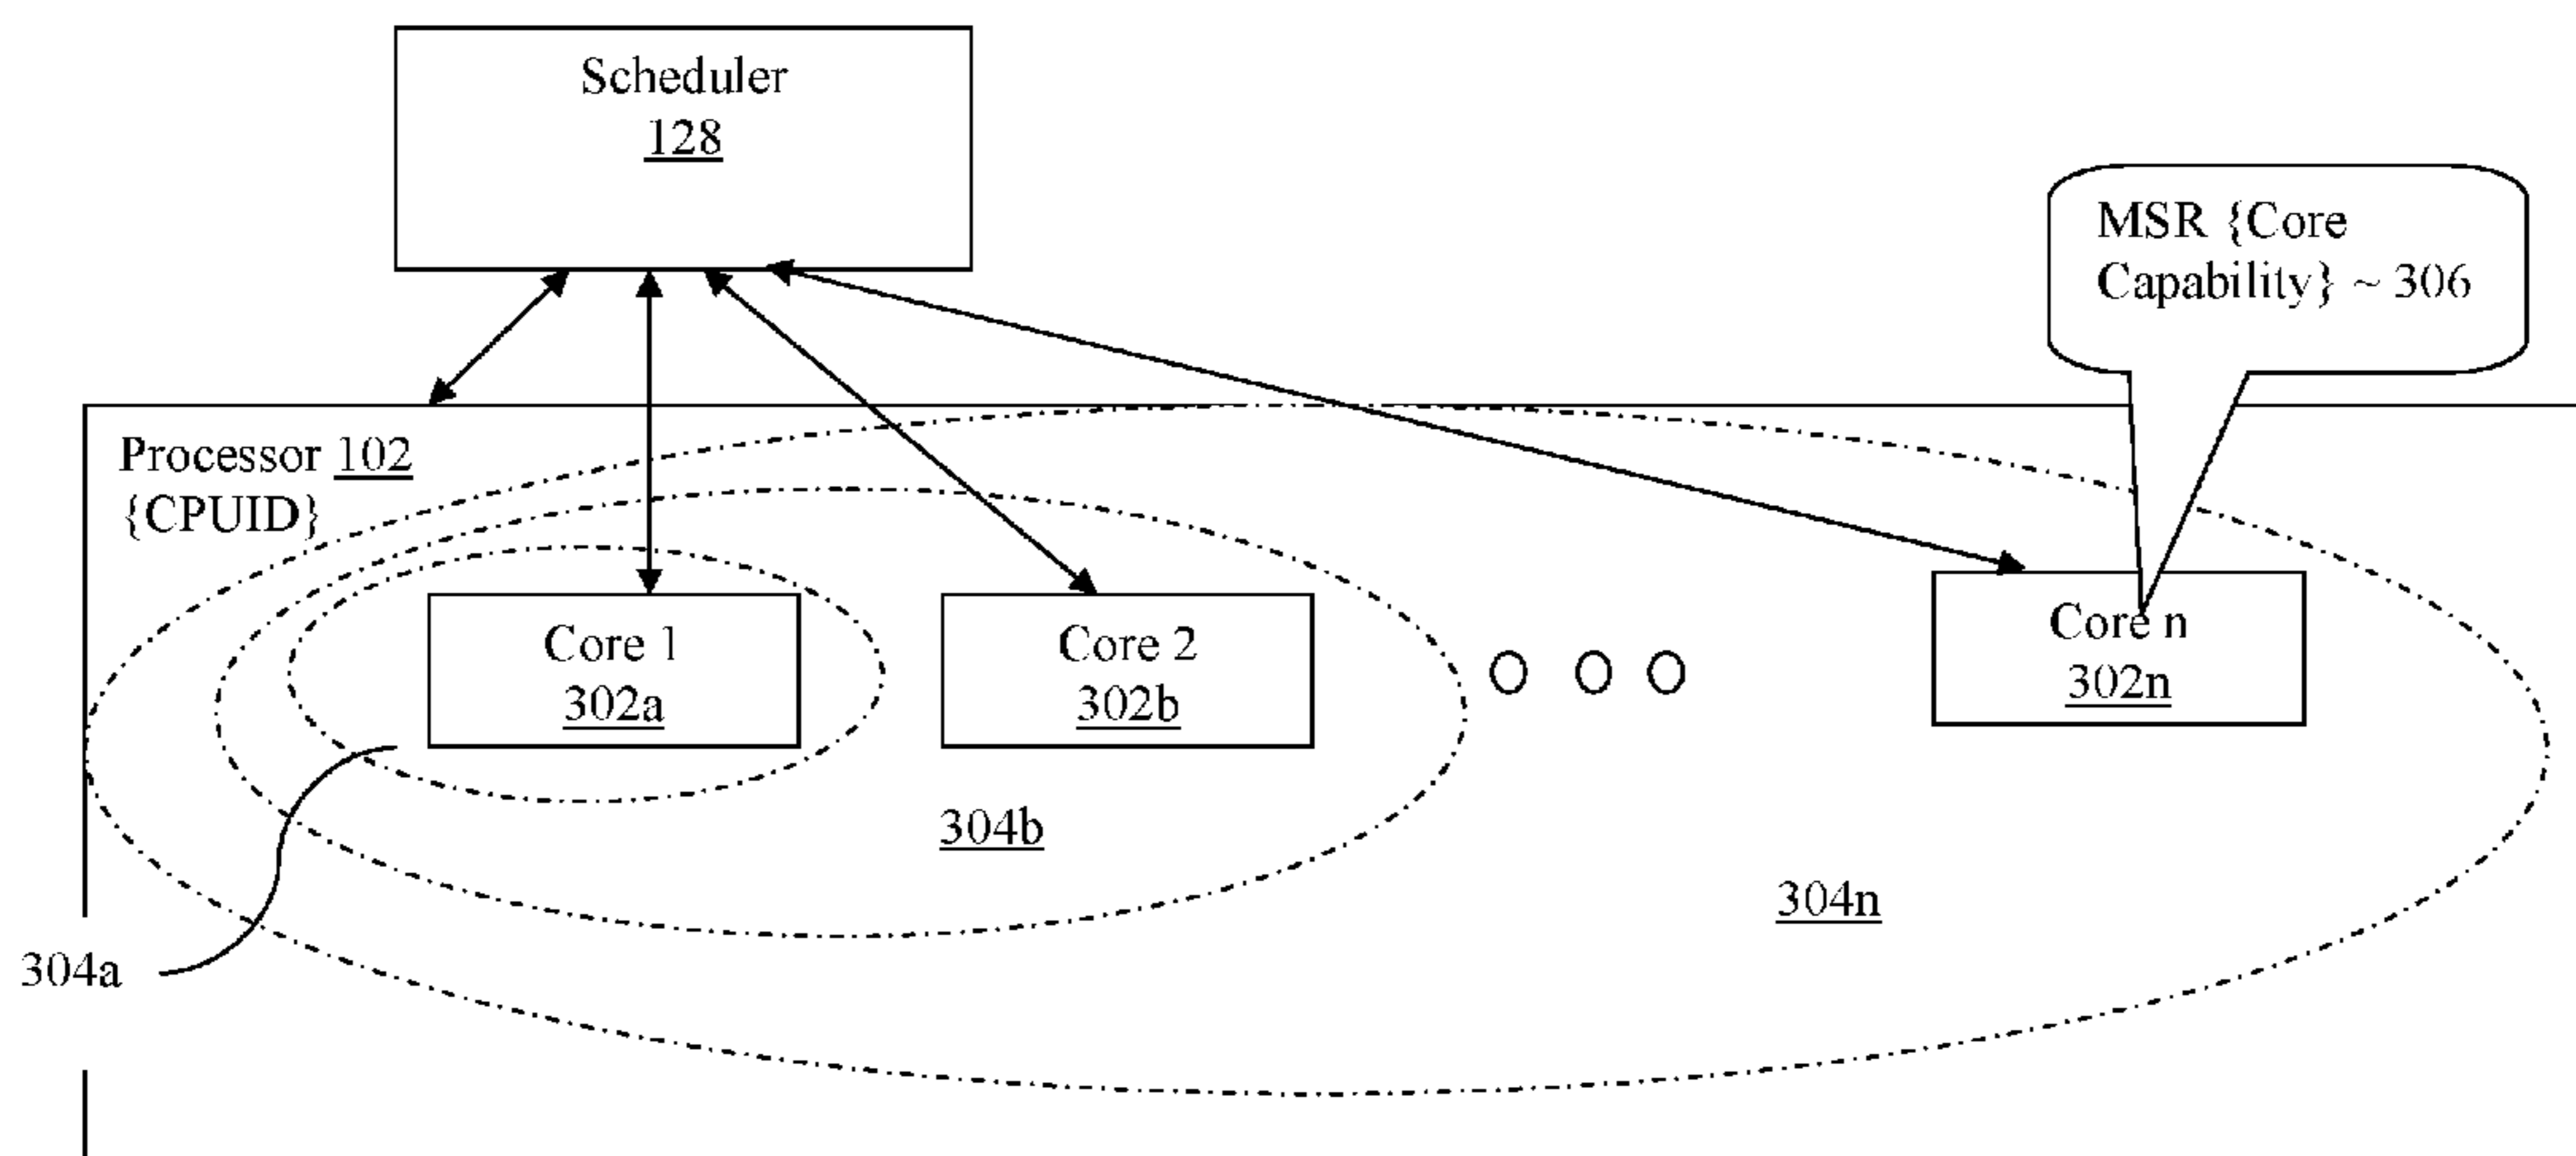 Scheduler
128
MSR {Core
Capability} ~ 306
Processor 102
{CPUID}
Core 1
302a
Core 2
302b
Core n
302n
304b
304n
304a